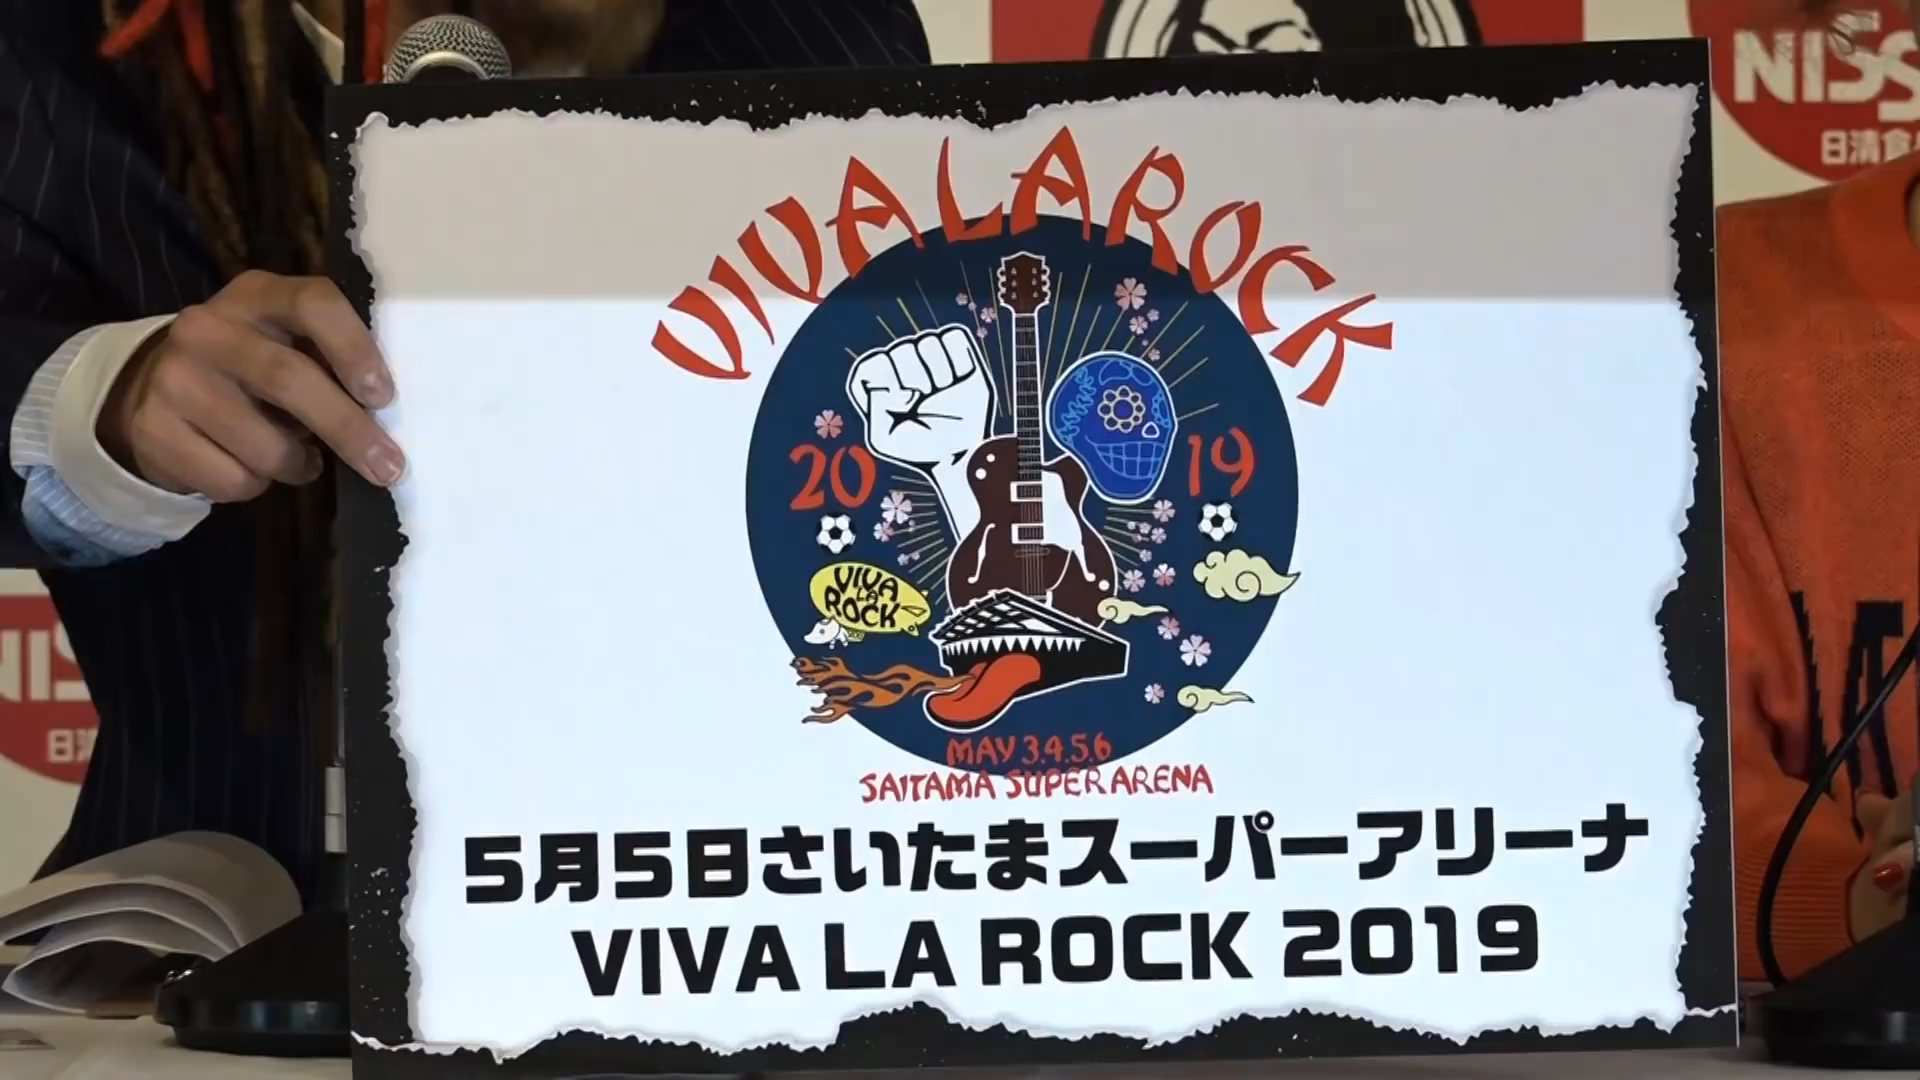 NISS
日清食
VIVA LA ROCK
20 19
VIVA
LA
ROCK
MAY 3.4.5.6
SAITAMA SUPER ARENA
5月5日さいたまスーパーアリーナ
VIVA LA ROCK 2019